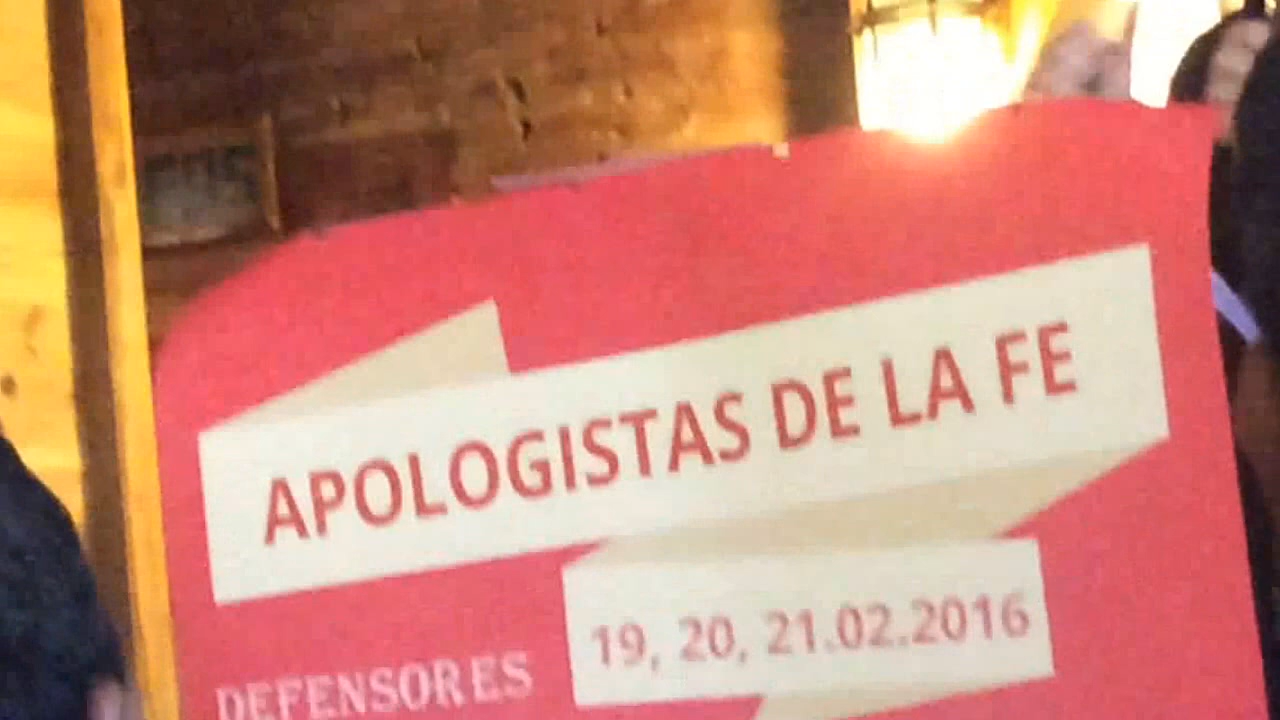 APOLOGISTAS DE LA FE
19, 20, 21.02.2016
DEFENSORES